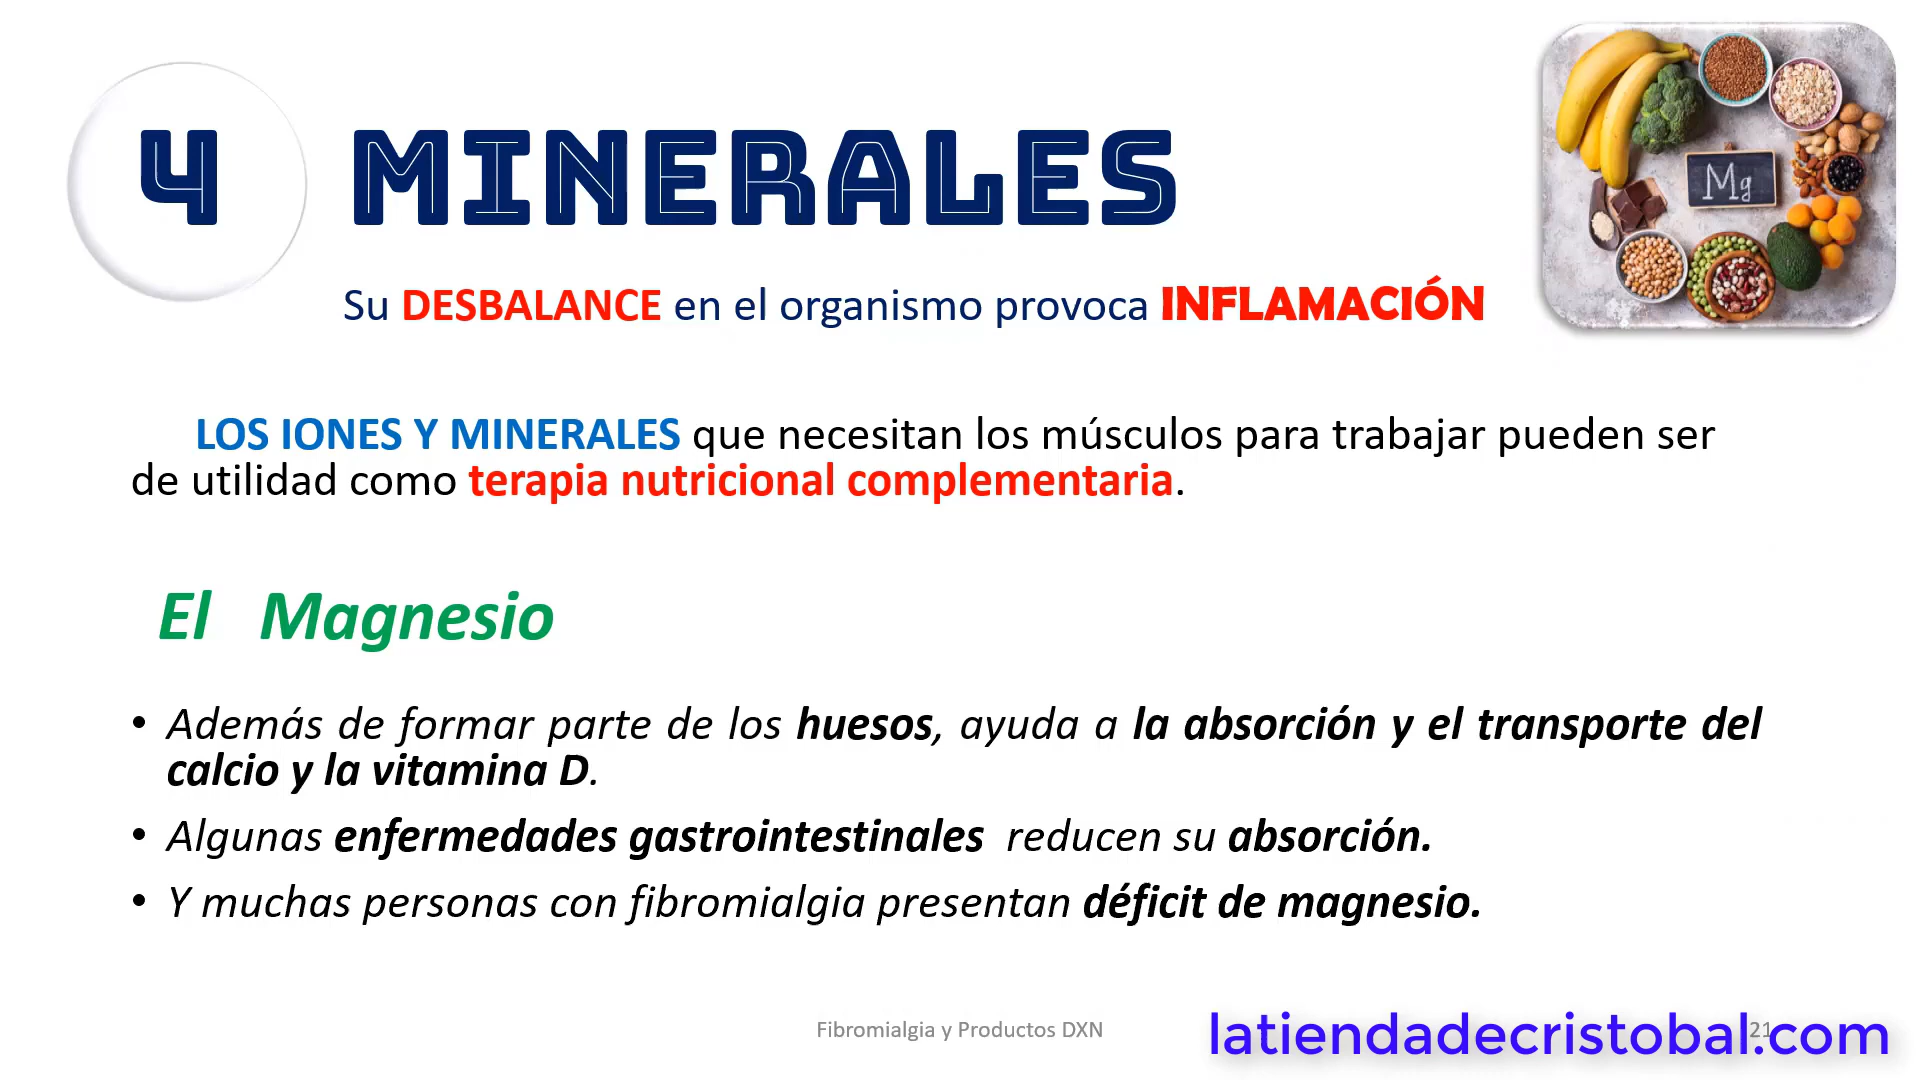 4 MINERALES
Mg
Su DESBALANCE en el organismo provoca INFLAMACIÓN
LOS IONES Y MINERALES que necesitan los músculos para trabajar pueden ser
de utilidad como terapia nutricional complementaria.
El Magnesio
• Además de formar parte de los huesos, ayuda a la absorción y el transporte del
calcio y la vitamina D.
• Algunas enfermedades gastrointestinales reducen su absorción.
• Y muchas personas con fibromialgia presentan déficit de magnesio.
Fibromialgia y Productos DXN
21
latiendadecristobal.com